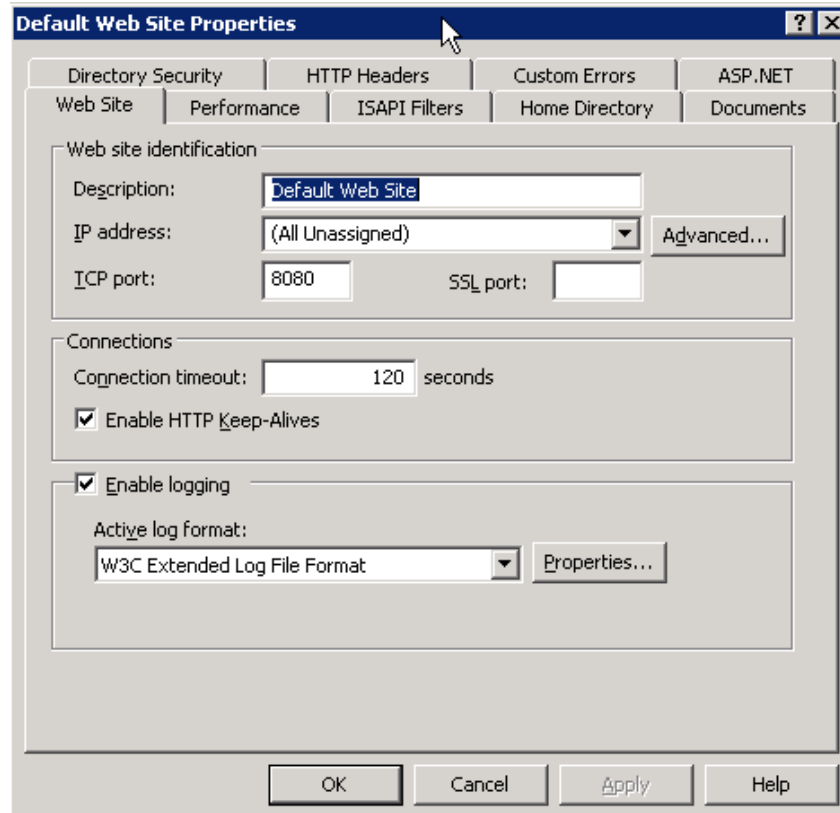 Default Web Site Properties
Directory Security HTTP Headers Custom Errors ASP.NET
Web Site Performance ISAPI Filters Home Directory Documents
Web site identification
Description: Default Web Site
IP address: (All Unassigned) Advanced...
TCP port: 8080 SSL port:
Connections
Connection timeout: 120 seconds
Enable HTTP Keep-Alives
Enable logging
Active log format:
W3C Extended Log File Format Properties...
OK Cancel Apply Help